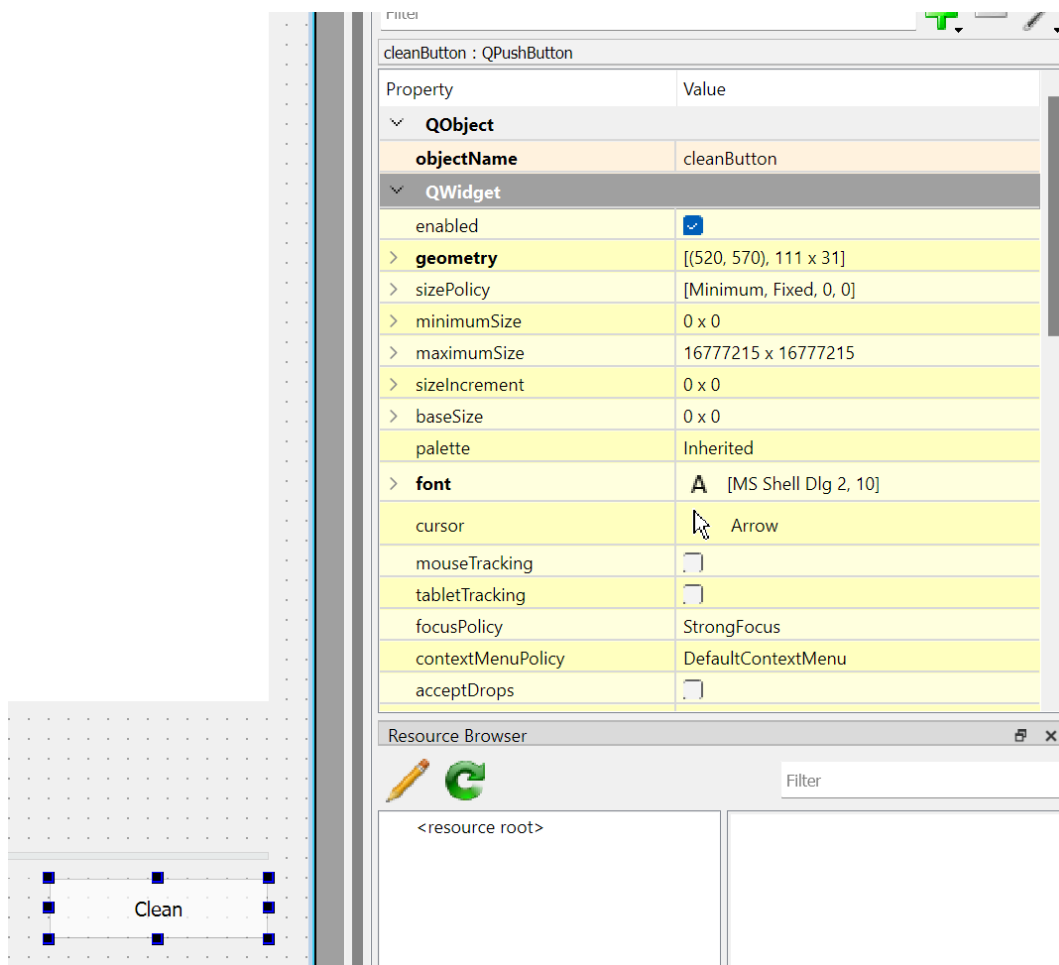 Filter
cleanButton : QPushButton
Property Value
QObject
objectName cleanButton
QWidget
enabled
geometry [(520, 570), 111 x 31]
sizePolicy [Minimum, Fixed, 0, 0]
minimumSize 0 x 0
maximumSize 16777215 x 16777215
sizeIncrement 0 x 0
baseSize 0 x 0
palette Inherited
font A [MS Shell Dlg 2, 10]
cursor Arrow
mouseTracking
tabletTracking
focusPolicy StrongFocus
contextMenuPolicy DefaultContextMenu
acceptDrops
Resource Browser
Filter
<resource root>
Clean